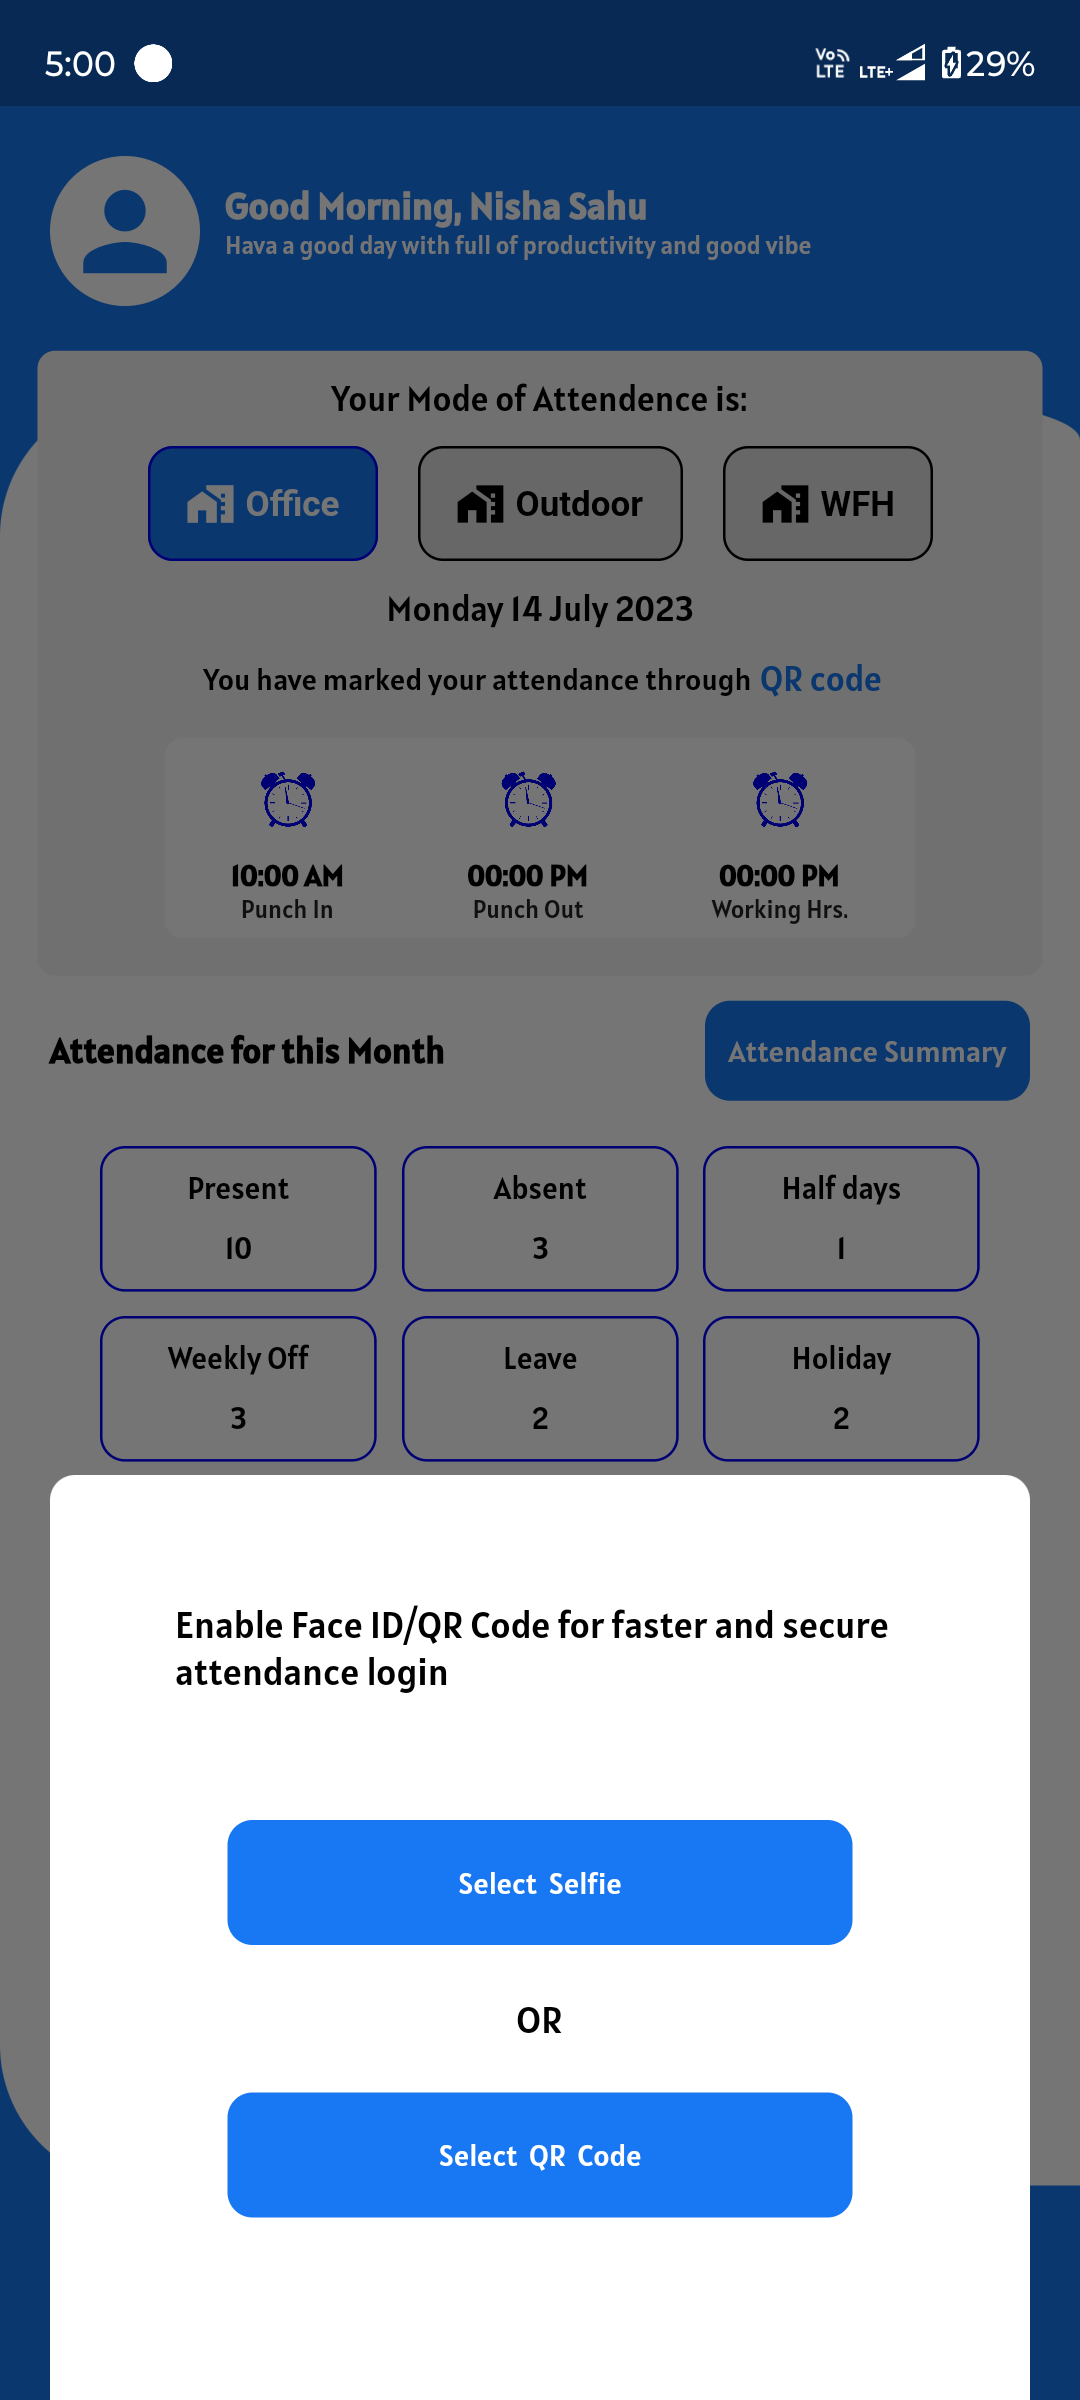 5:00 Vo LTE LTE+ 29%
Good Morning, Nisha Sahu
Hava a good day with full of productivity and good vibe
Your Mode of Attendence is:
Office Outdoor WFH
Monday 14 July 2023
You have marked your attendance through QR code
10:00 AM 00:00 PM 00:00 PM
Punch In Punch Out Working Hrs.
Attendance for this Month Attendance Summary
Present Absent Half days
10 3 1
Weekly Off Leave Holiday
3 2 2
Enable Face ID/QR Code for faster and secure
attendance login
Select Selfie
OR
Select QR Code